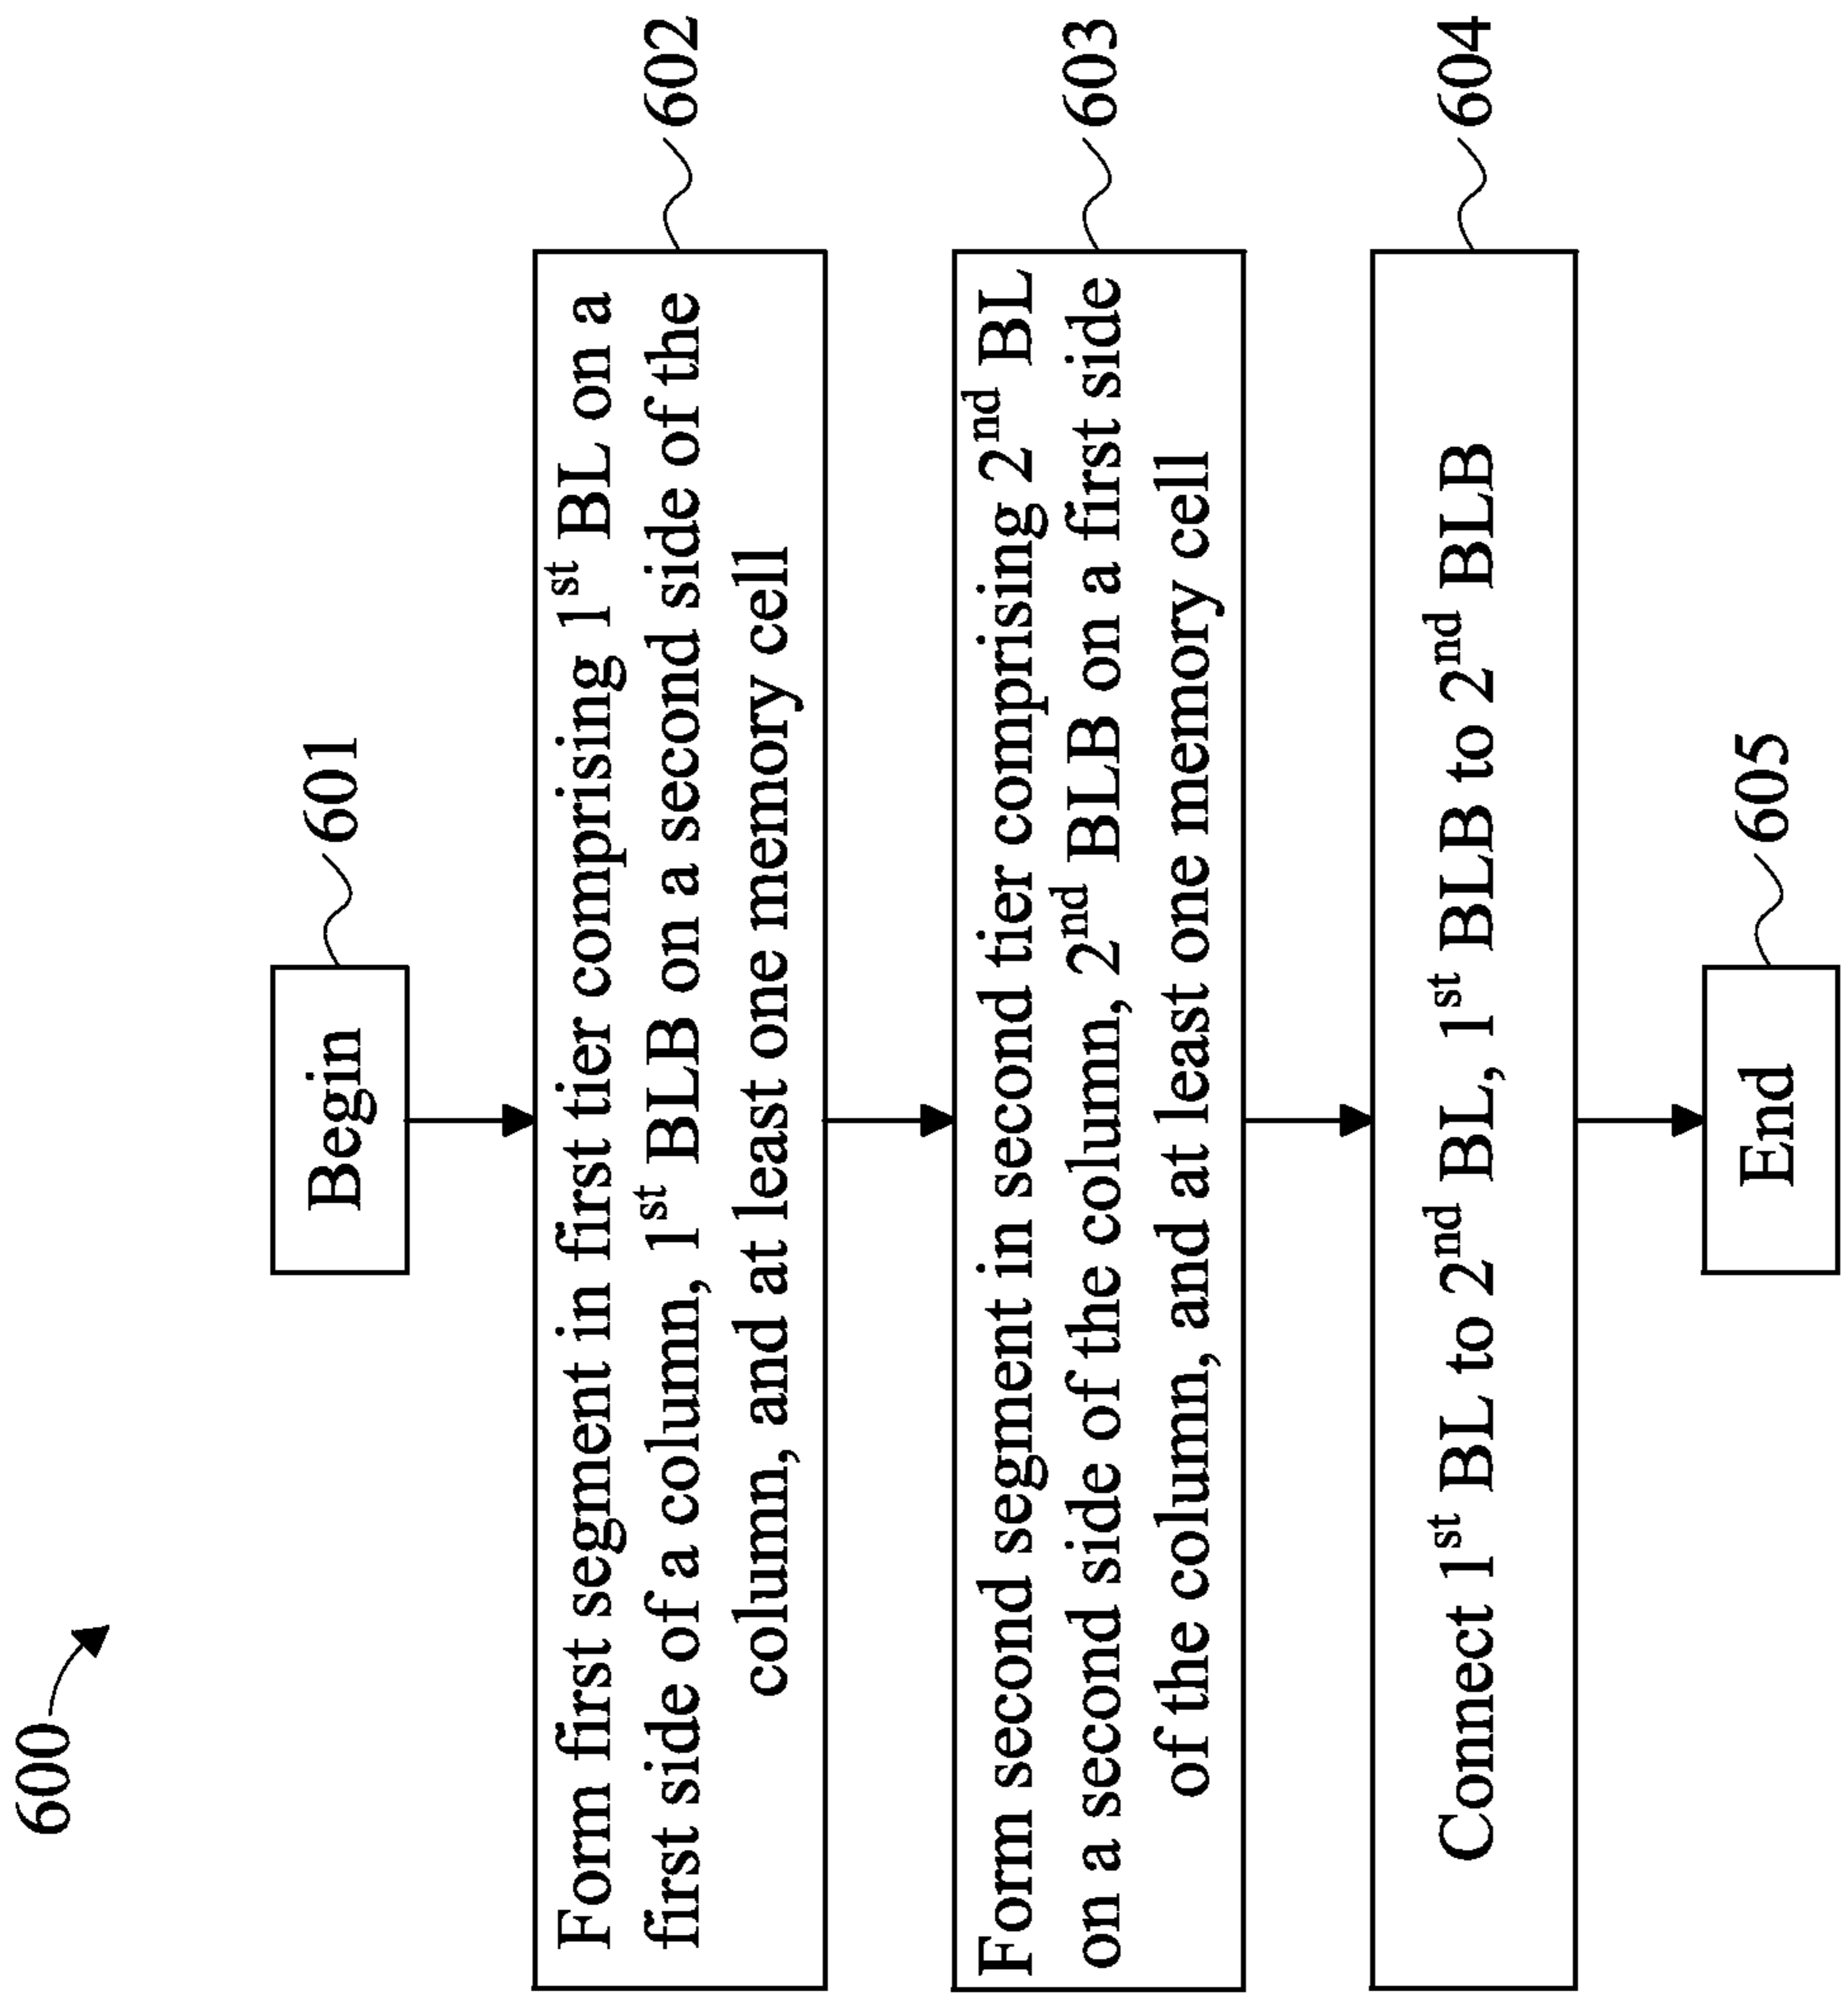 600
Begin
601
Form first segment in first tier comprising 1st BL on a
first side of a column, 1st BLB on a second side of the
column, and at least one memory cell
602
Form second segment in second tier comprising 2nd BL
on a second side of the column, 2nd BLB on a first side
of the column, and at least one memory cell
603
Connect 1st BL to 2nd BL, 1st BLB to 2nd BLB
604
End
605